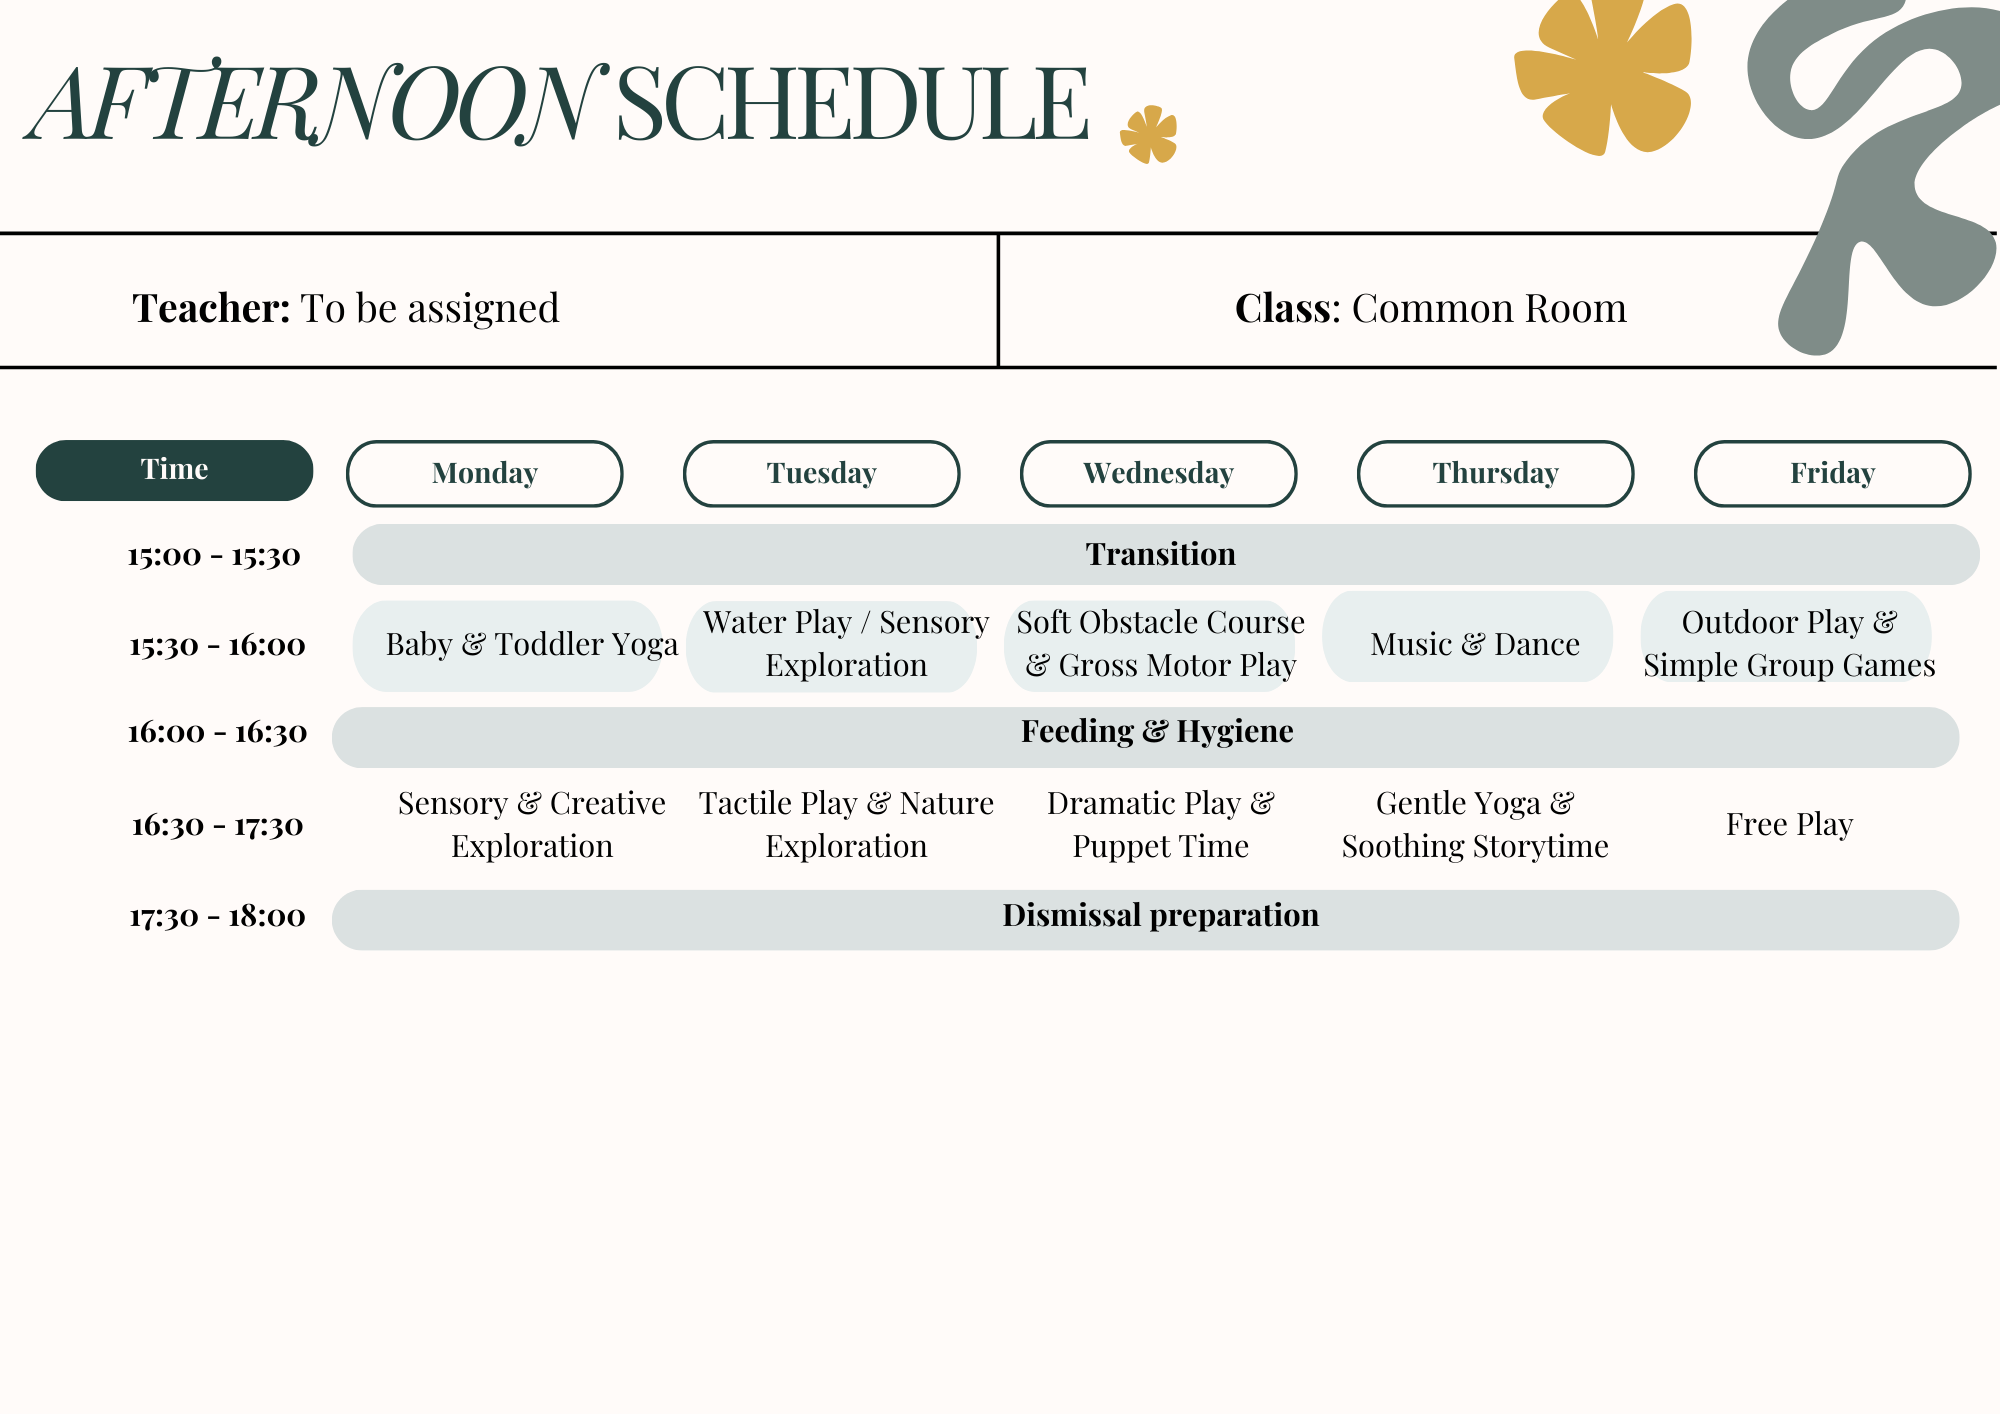 AFTERNOON SCHEDULE
Teacher: To be assigned
Class: Common Room
Time
Monday
Tuesday
Wednesday
Thursday
Friday
15:00 - 15:30
Transition
15:30 - 16:00
Baby & Toddler Yoga
Water Play / Sensory
Exploration
Soft Obstacle Course
& Gross Motor Play
Music & Dance
Outdoor Play &
Simple Group Games
16:00 - 16:30
Feeding & Hygiene
16:30 - 17:30
Sensory & Creative
Exploration
Tactile Play & Nature
Exploration
Dramatic Play &
Puppet Time
Gentle Yoga &
Soothing Storytime
Free Play
17:30 - 18:00
Dismissal preparation